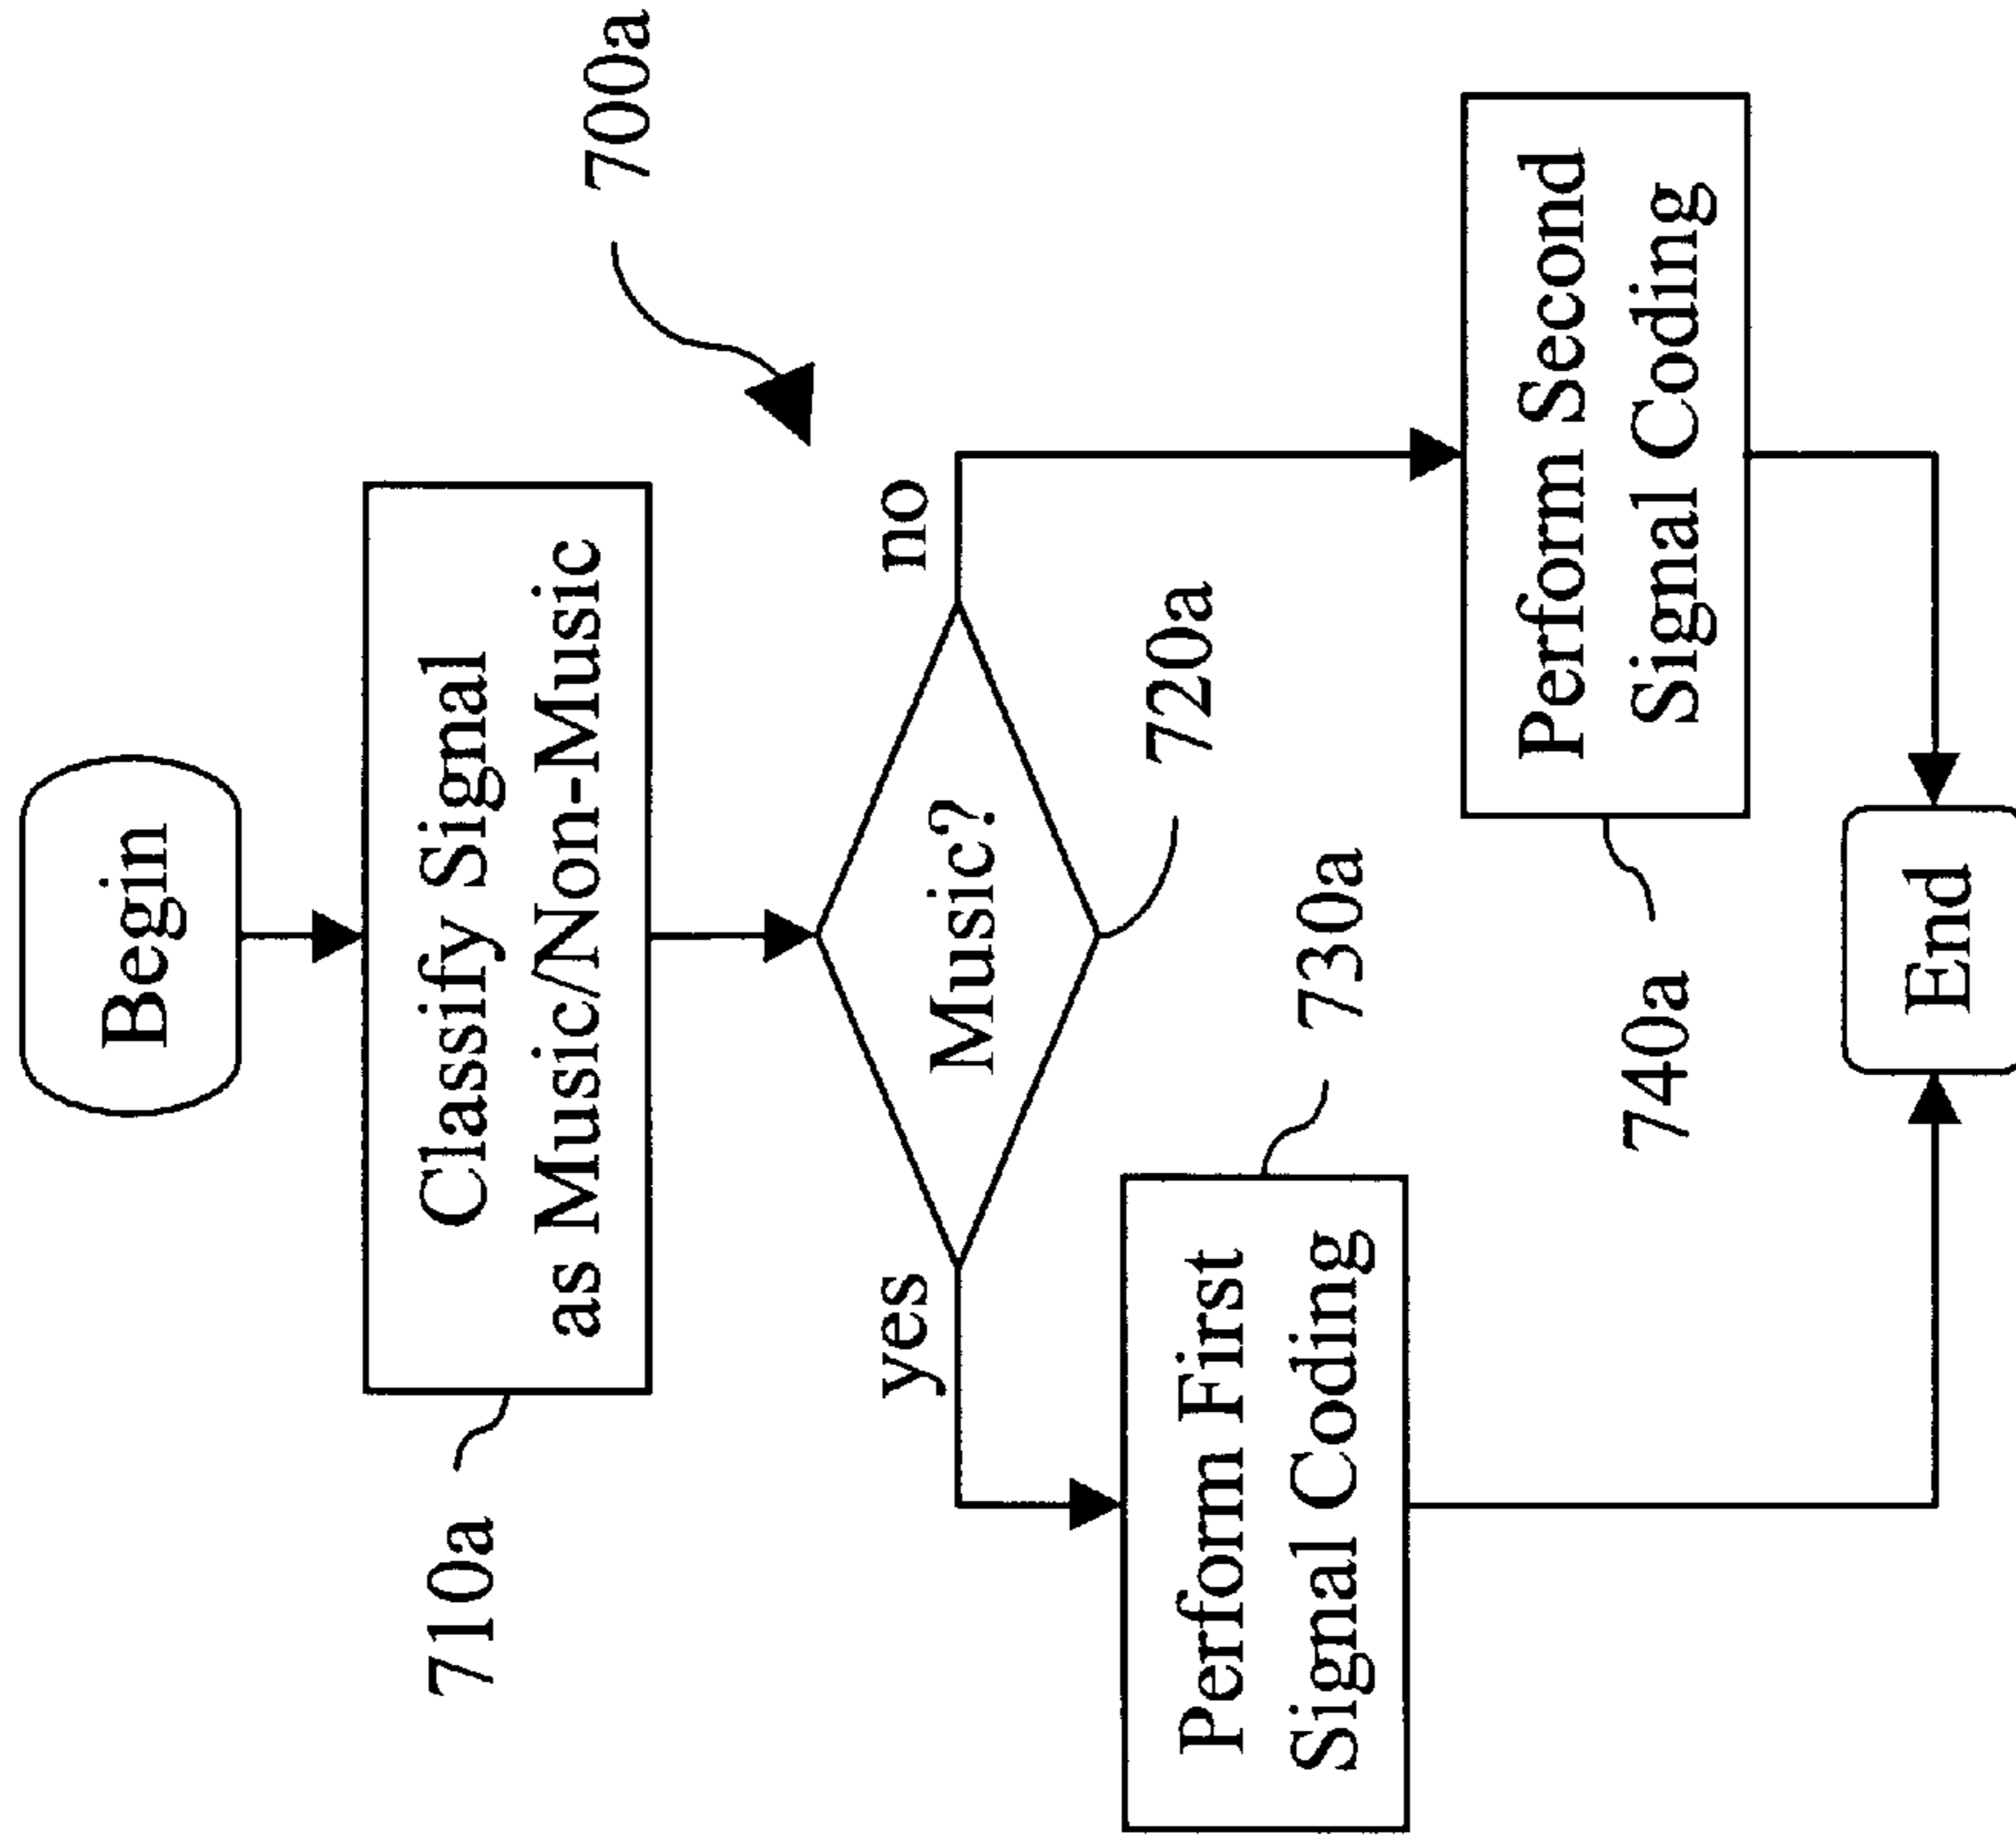 Begin
710a
Classify Signal
as Music/Non-Music
700a
yes
Music?
no
720a
Perform First
Signal Coding
730a
740a
Perform Second
Signal Coding
End